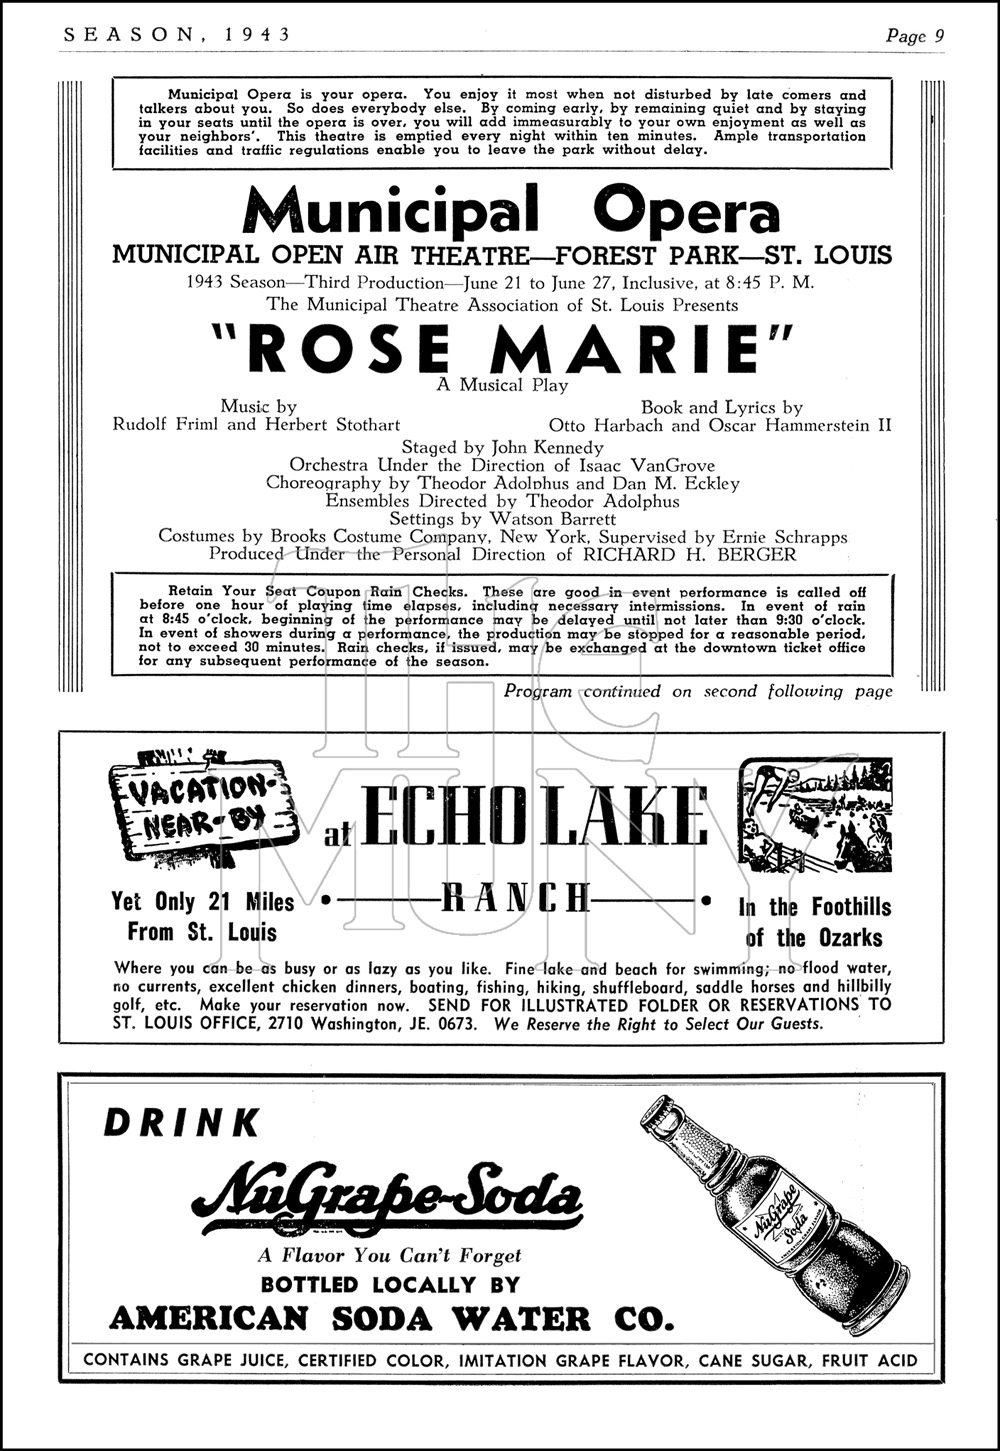 SEASON, 1943
Page 9
Municipal Opera is your opera. You enjoy it most when not disturbed by late comers and
talkers about you. So does everybody else. By coming early, by remaining quiet and by staying
in your seats until the opera is over, you will add immeasurably to your own enjoyment as well as
your neighbors'. This theatre is emptied every night within ten minutes. Ample transportation
facilities and traffic regulations enable you to leave the park without delay.
Municipal Opera
MUNICIPAL OPEN AIR THEATRE—FOREST PARK—ST. LOUIS
1943 Season—Third Production—June 21 to June 27, Inclusive, at 8:45 P. M.
The Municipal Theatre Association of St. Louis Presents
"ROSE MARIE"
A Musical Play
Music by
Rudolf Friml and Herbert Stothart
Book and Lyrics by
Otto Harbach and Oscar Hammerstein II
Staged by John Kennedy
Orchestra Under the Direction of Isaac VanGrove
Choreography by Theodor Adolphus and Dan M. Eckley
Ensembles Directed by Theodor Adolphus
Settings by Watson Barrett
Costumes by Brooks Costume Company, New York, Supervised by Ernie Schrapps
Produced Under the Personal Direction of RICHARD H. BERGER
Retain Your Seat Coupon Rain Checks. These are good in event performance is called off
before one hour of playing time elapses, including necessary intermissions. In event of rain
at 8:45 o'clock, beginning of the performance may be delayed until not later than 9:30 o'clock.
In event of showers during a performance, the production may be stopped for a reasonable period,
not to exceed 30 minutes. Rain checks, if issued, may be exchanged at the downtown ticket office
for any subsequent performance of the season.
Program continued on second following page
The
MUNY
VACATION-
NEAR-BY
at ECHO LAKE
RANCH
Yet Only 21 Miles
From St. Louis
In the Foothills
of the Ozarks
Where you can be as busy or as lazy as you like. Fine lake and beach for swimming; no flood water,
no currents, excellent chicken dinners, boating, fishing, hiking, shuffleboard, saddle horses and hillbilly
golf, etc. Make your reservation now. SEND FOR ILLUSTRATED FOLDER OR RESERVATIONS TO
ST. LOUIS OFFICE, 2710 Washington, JE. 0673. We Reserve the Right to Select Our Guests.
DRINK
NuGrape-Soda
A Flavor You Can't Forget
BOTTLED LOCALLY BY
AMERICAN SODA WATER CO.
NuGrape
Soda
IMITATION GRAPE FLAVOR
CONTAINS GRAPE JUICE, CERTIFIED COLOR, IMITATION GRAPE FLAVOR, CANE SUGAR, FRUIT ACID